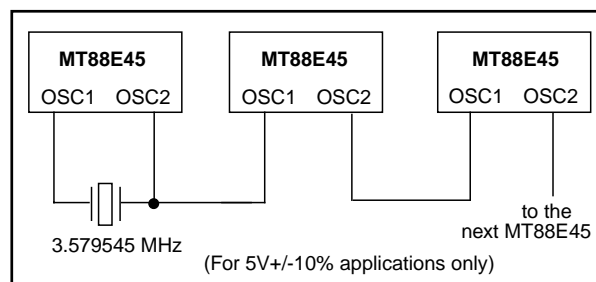 MT88E45 MT88E45 MT88E45
OSC1 OSC2 OSC1 OSC2 OSC1 OSC2
3.579545 MHz
to the
next MT88E45
(For 5V+/-10% applications only)